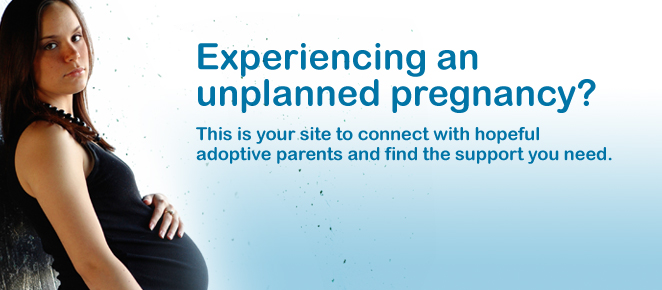 Experiencing an
unplanned pregnancy?
This is your site to connect with hopeful
adoptive parents and find the support you need.